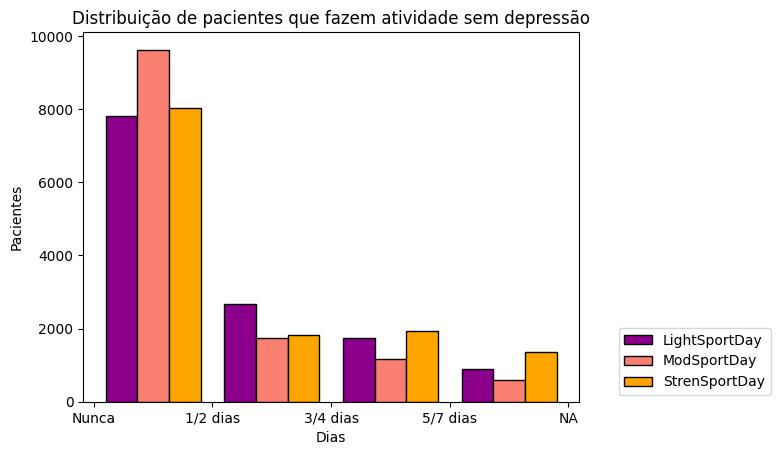 Distribuição de pacientes que fazem atividade sem depressão
10000
8000
6000
4000
2000
0
Pacientes
Nunca
1/2 dias
3/4 dias
5/7 dias
NA
Dias
LightSportDay
ModSportDay
StrenSportDay